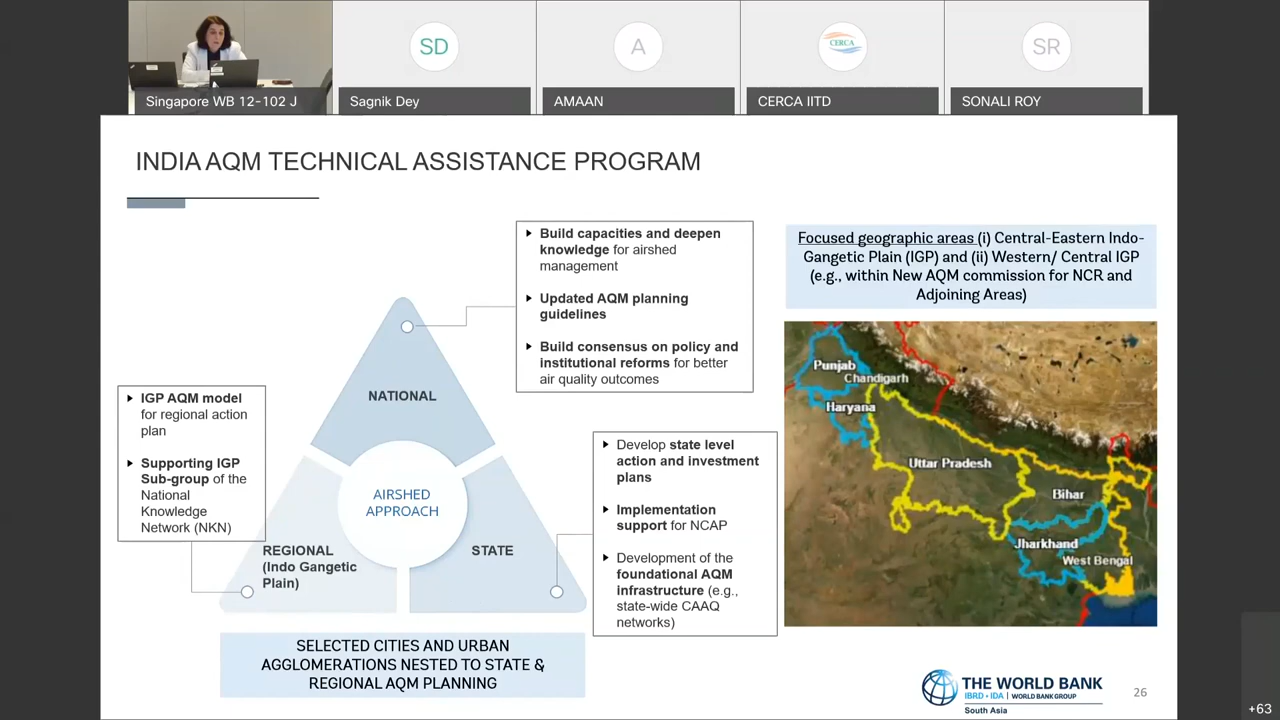 Singapore WB 12-102 J
SD
Sagnik Dey
A
AMAAN
CERCA
CERCA IITD
SR
SONALI ROY
INDIA AQM TECHNICAL ASSISTANCE PROGRAM
Build capacities and deepen
knowledge for airshed
management
Updated AQM planning
guidelines
Build consensus on policy and
institutional reforms for better
air quality outcomes
Focused geographic areas (i) Central-Eastern Indo-
Gangetic Plain (IGP) and (ii) Western/ Central IGP
(e.g., within New AQM commission for NCR and
Adjoining Areas)
NATIONAL
IGP AQM model
for regional action
plan
Supporting IGP
Sub-group of the
National
Knowledge
Network (NKN)
AIRSHED
APPROACH
REGIONAL
(Indo Gangetic
Plain)
STATE
Develop state level
action and investment
plans
Implementation
support for NCAP
Development of the
foundational AQM
infrastructure (e.g.,
state-wide CAAQ
networks)
Punjab
Chandigarh
Haryana
Uttar Pradesh
Bihar
Jharkhand
West Bengal
SELECTED CITIES AND URBAN
AGGLOMERATIONS NESTED TO STATE &
REGIONAL AQM PLANNING
THE WORLD BANK
IBRD • IDA | WORLD BANK GROUP
South Asia
26
+63